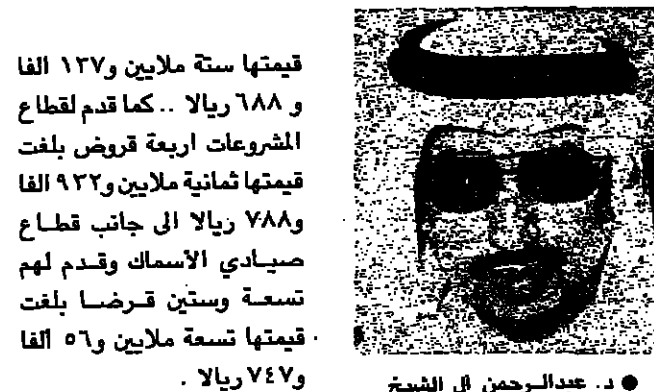 قيمتها ستة ملايين و١٣٧ الفا
و ٦٨٨ ريالا .. كما قدم لقطاع
المشروعات اربعة قروض بلغت
قيمتها ثمانية ملايين و٩٣٢ الفا
و٧٨٨ ريالا الى جانب قطاع
صيادي الأسماك وقدم لهم
تسعة وستين قرضا بلغت
قيمتها تسعة ملايين و٥٦ ألفا
و٧٤٧ ريالا .
● د. عبدالرحمن آل الشيخ